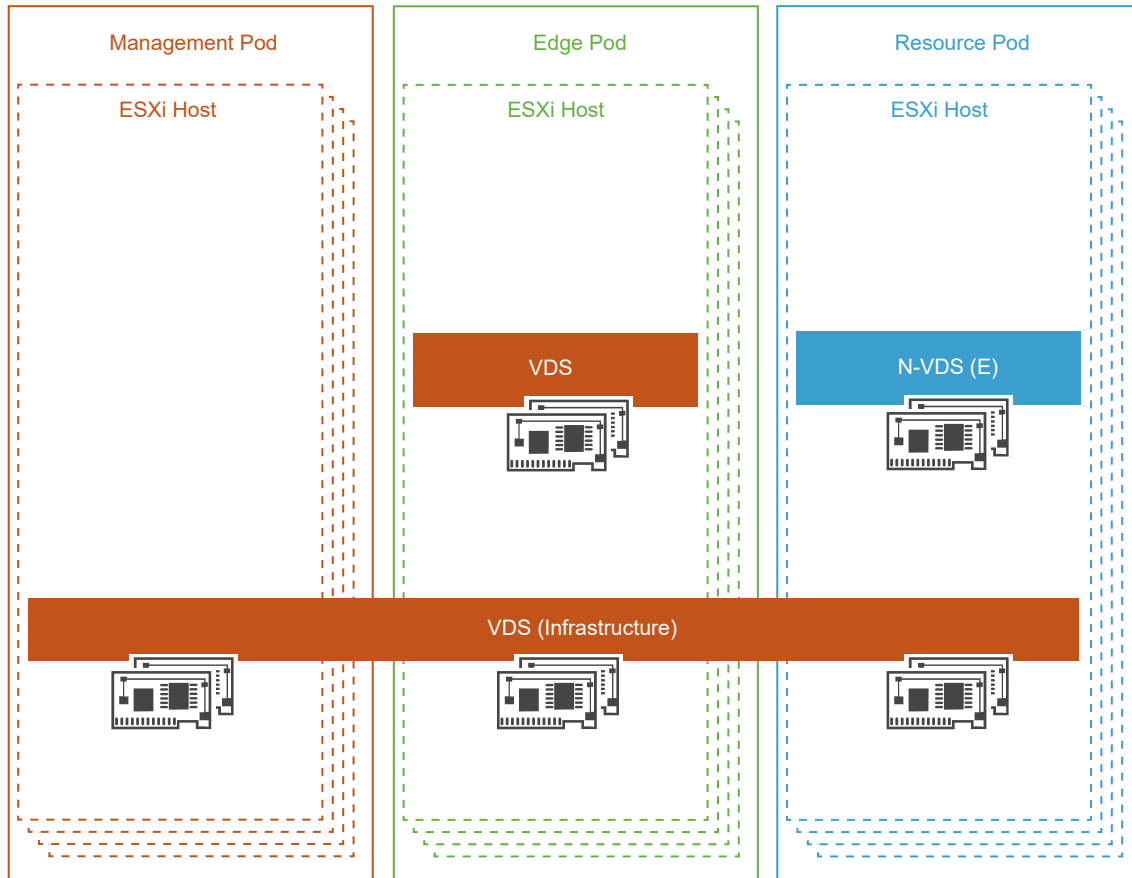 Management Pod
Edge Pod
Resource Pod
ESXi Host
ESXi Host
ESXi Host
VDS
N-VDS (E)
VDS (Infrastructure)